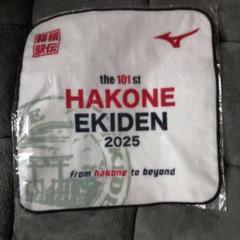 箱根
駅伝
the 101st
HAKONE
EKIDEN
2025
from hakone to beyond